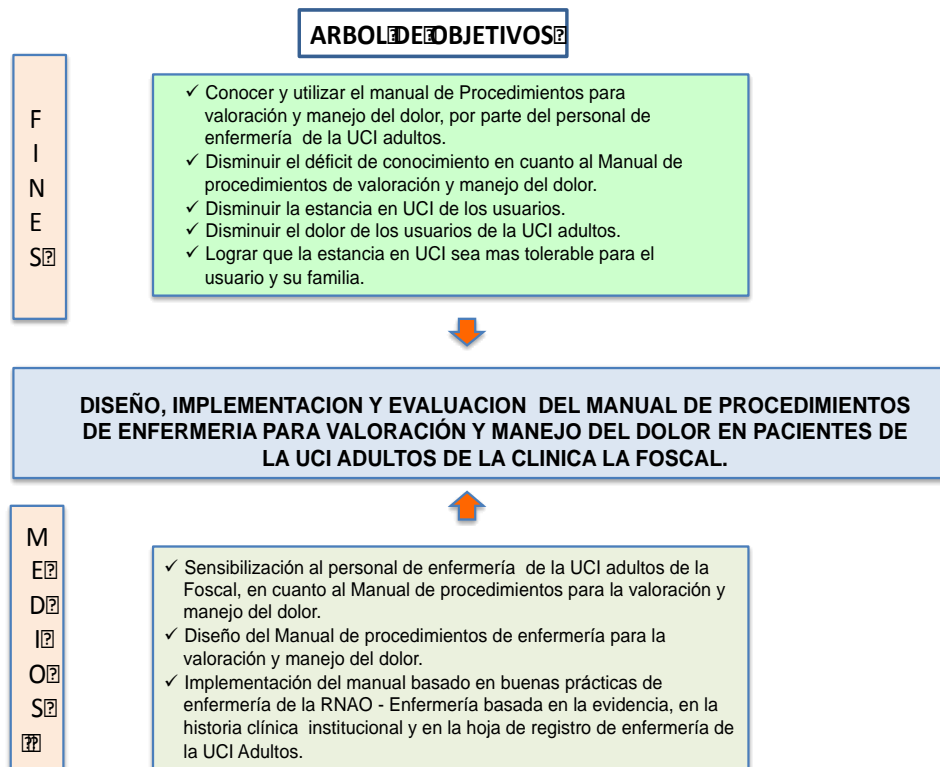 ARBOL DE OBJETIVOS
F
I
N
E
S
✓ Conocer y utilizar el manual de Procedimientos para
valoración y manejo del dolor, por parte del personal de
enfermería de la UCI adultos.
✓ Disminuir el déficit de conocimiento en cuanto al Manual de
procedimientos de valoración y manejo del dolor.
✓ Disminuir la estancia en UCI de los usuarios.
✓ Disminuir el dolor de los usuarios de la UCI adultos.
✓ Lograr que la estancia en UCI sea mas tolerable para el
usuario y su familia.
DISEÑO, IMPLEMENTACION Y EVALUACION DEL MANUAL DE PROCEDIMIENTOS
DE ENFERMERIA PARA VALORACIÓN Y MANEJO DEL DOLOR EN PACIENTES DE
LA UCI ADULTOS DE LA CLINICA LA FOSCAL.
M
E
D
I
O
S
✓ Sensibilización al personal de enfermería de la UCI adultos de la
Foscal, en cuanto al Manual de procedimientos para la valoración y
manejo del dolor.
✓ Diseño del Manual de procedimientos de enfermería para la
valoración y manejo del dolor.
✓ Implementación del manual basado en buenas prácticas de
enfermería de la RNAO - Enfermería basada en la evidencia, en la
historia clínica institucional y en la hoja de registro de enfermería de
la UCI Adultos.